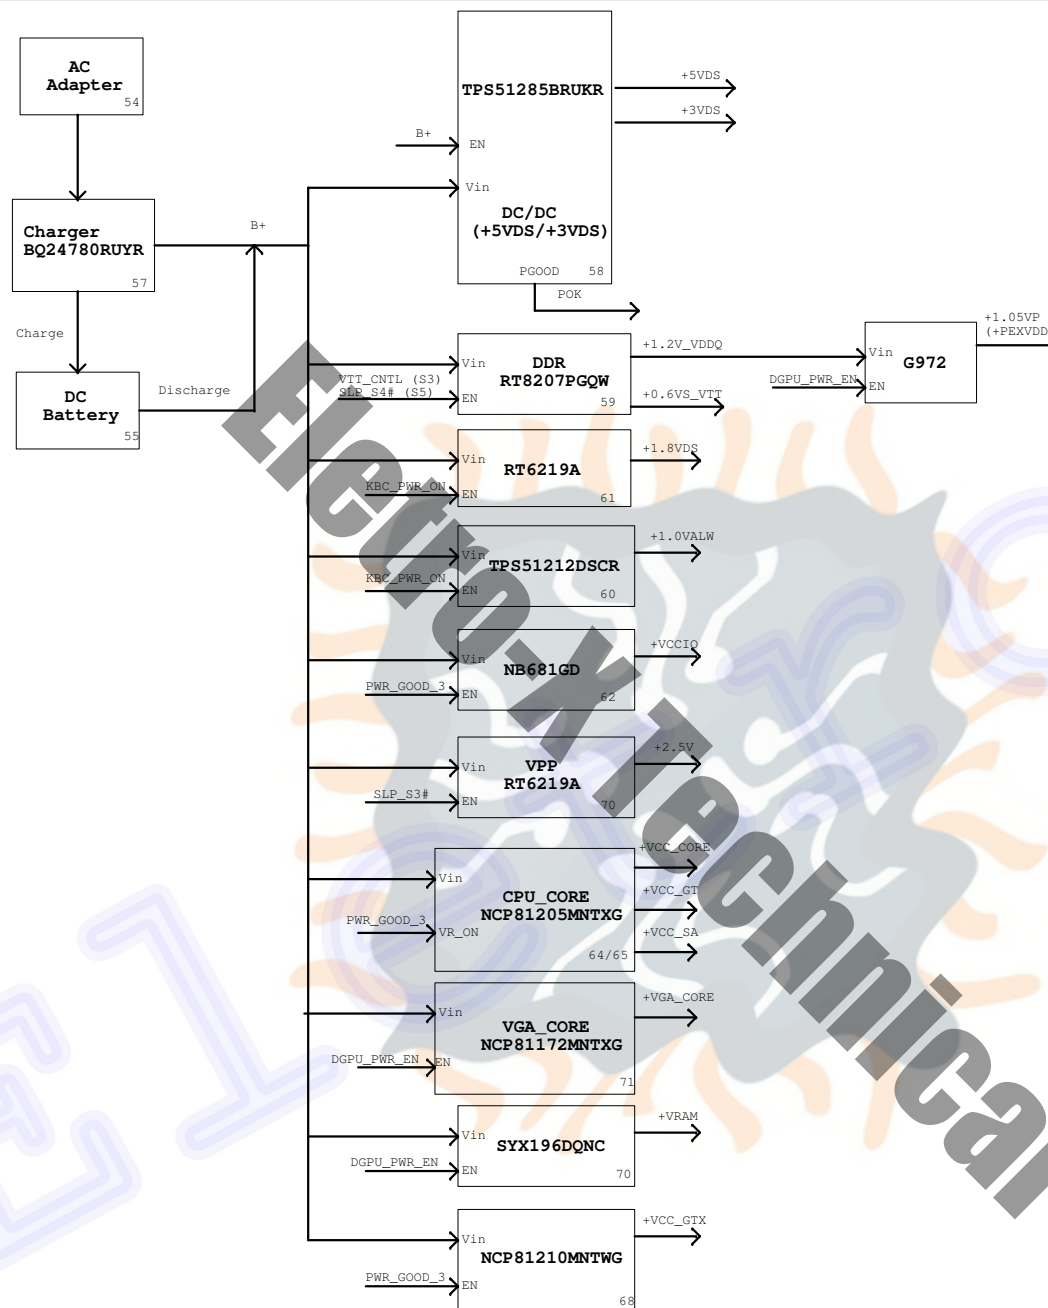 AC
Adapter
54
Charger
BQ24780RUYR
57
Charge
DC
Battery
55
Discharge
B+
TPS51285BRUKR
B+
EN
Vin
DC/DC
(+5VDS/+3VDS)
PGOOD
58
POK
+5VDS
+3VDS
Vin
DDR
RT8207PGQW
VTT_CNTL (S3)
SLP_S4# (S5)
EN
59
+1.2V_VDDQ
+0.6VS_VTT
Vin
G972
DGPU_PWR_EN
EN
+1.05VP
(+PEXVDD
Vin
RT6219A
KBC_PWR_ON
EN
61
+1.8VDS
Vin
TPS51212DSCR
KBC_PWR_ON
EN
60
+1.0VALW
Vin
NB681GD
PWR_GOOD_3
EN
62
+VCCIO
Vin
VPP
RT6219A
SLP_S3#
EN
70
+2.5V
Vin
CPU_CORE
NCP81205MNTXG
PWR_GOOD_3
VR_ON
64/65
+VCC_CORE
+VCC_GT
+VCC_SA
Vin
VGA_CORE
NCP81172MNTXG
DGPU_PWR_EN
EN
71
+VGA_CORE
Vin
SYX196DQNC
DGPU_PWR_EN
EN
70
+VRAM
Vin
NCP81210MNTWG
PWR_GOOD_3
EN
68
+VCC_GTX
Eletro-x Technical